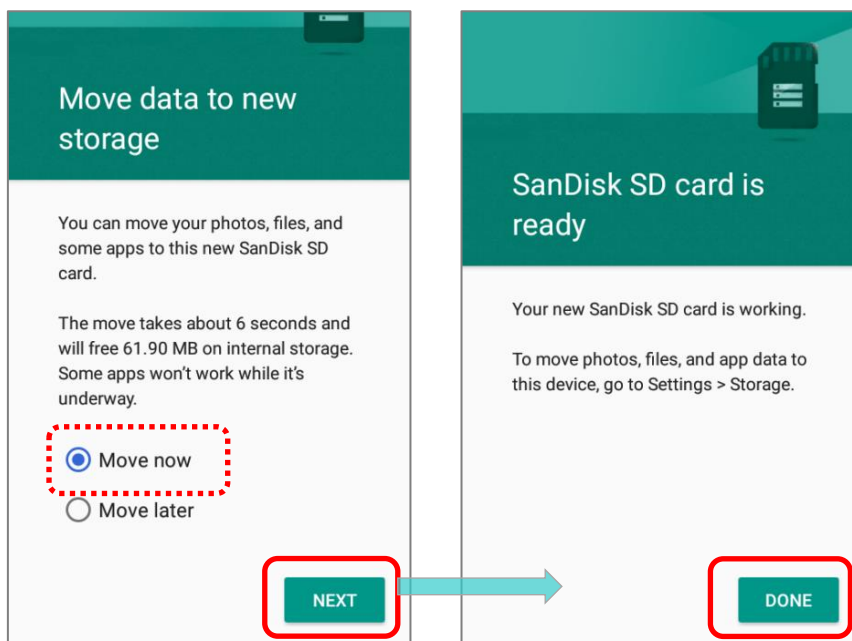 Move data to new
storage
You can move your photos, files, and
some apps to this new SanDisk SD
card.
The move takes about 6 seconds and
will free 61.90 MB on internal storage.
Some apps won't work while it's
underway.
Move now
Move later
NEXT
SanDisk SD card is
ready
Your new SanDisk SD card is working.
To move photos, files, and app data to
this device, go to Settings > Storage.
DONE